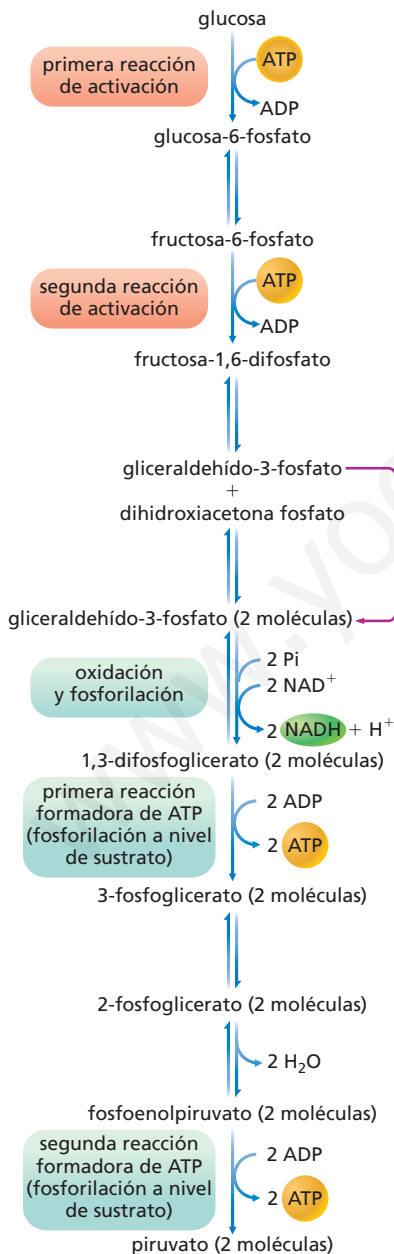 glucosa
primera reacción
de activación
ATP
ADP
glucosa-6-fosfato
fructosa-6-fosfato
segunda reacción
de activación
ATP
ADP
fructosa-1,6-difosfato
gliceraldehído-3-fosfato
+
dihidroxiacetona fosfato
gliceraldehído-3-fosfato (2 moléculas)
oxidación
y fosforilación
2 Pi
2 NAD⁺
2 NADH + H⁺
1,3-difosfoglicerato (2 moléculas)
primera reacción
formadora de ATP
(fosforilación a nivel
de sustrato)
2 ADP
2 ATP
3-fosfoglicerato (2 moléculas)
2-fosfoglicerato (2 moléculas)
2 H₂O
fosfoenolpiruvato (2 moléculas)
segunda reacción
formadora de ATP
(fosforilación a nivel
de sustrato)
2 ADP
2 ATP
piruvato (2 moléculas)
www.yo